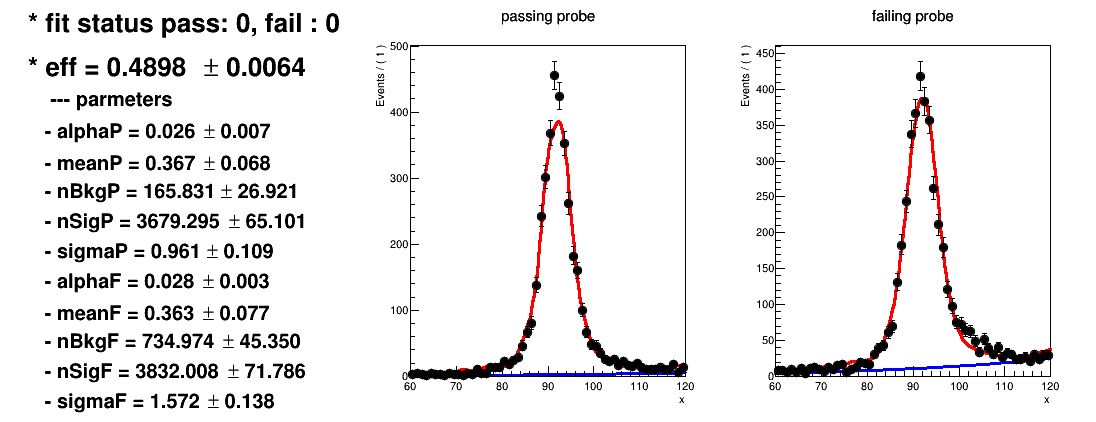 * fit status pass: 0, fail : 0
* eff = 0.4898 ± 0.0064
--- parmeters
- alphaP = 0.026 ± 0.007
- meanP = 0.367 ± 0.068
- nBkgP = 165.831 ± 26.921
- nSigP = 3679.295 ± 65.101
- sigmaP = 0.961 ± 0.109
- alphaF = 0.028 ± 0.003
- meanF = 0.363 ± 0.077
- nBkgF = 734.974 ± 45.350
- nSigF = 3832.008 ± 71.786
- sigmaF = 1.572 ± 0.138
passing probe
Events / ( 1 )
500
400
300
200
100
0
60 70 80 90 100 110 120
x
failing probe
Events / ( 1 )
450
400
350
300
250
200
150
100
50
0
60 70 80 90 100 110 120
x